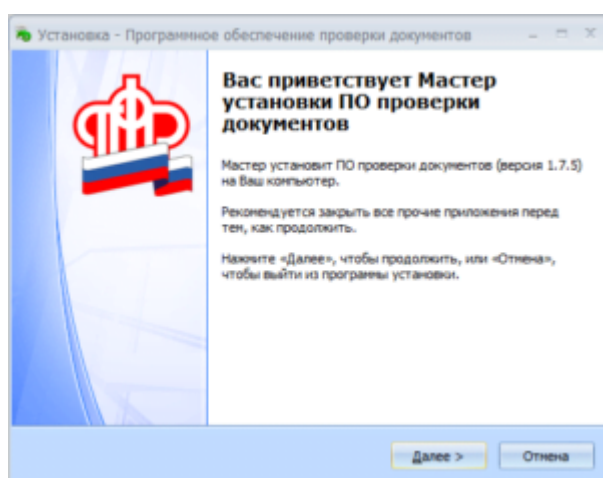 Установка - Программное обеспечение проверки документов
Вас приветствует Мастер
установки ПО проверки
документов
Мастер установит ПО проверки документов (версия 1.7.5)
на Ваш компьютер.
Рекомендуется закрыть все прочие приложения перед
тем, как продолжить.
Нажмите «Далее», чтобы продолжить, или «Отмена»,
чтобы выйти из программы установки.
Далее >
Отмена